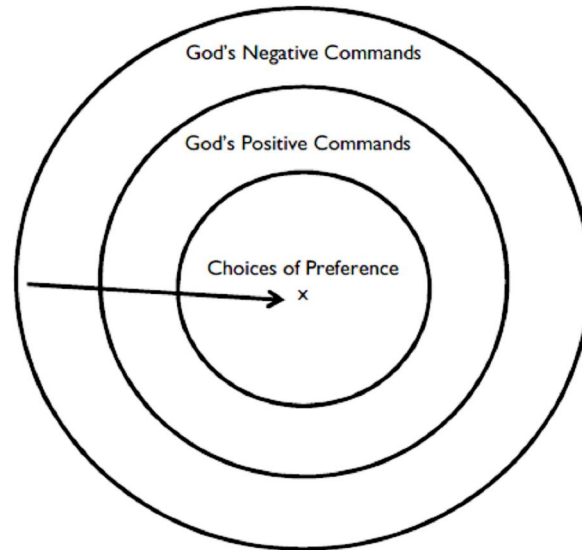 God's Negative Commands
God's Positive Commands
Choices of Preference
x